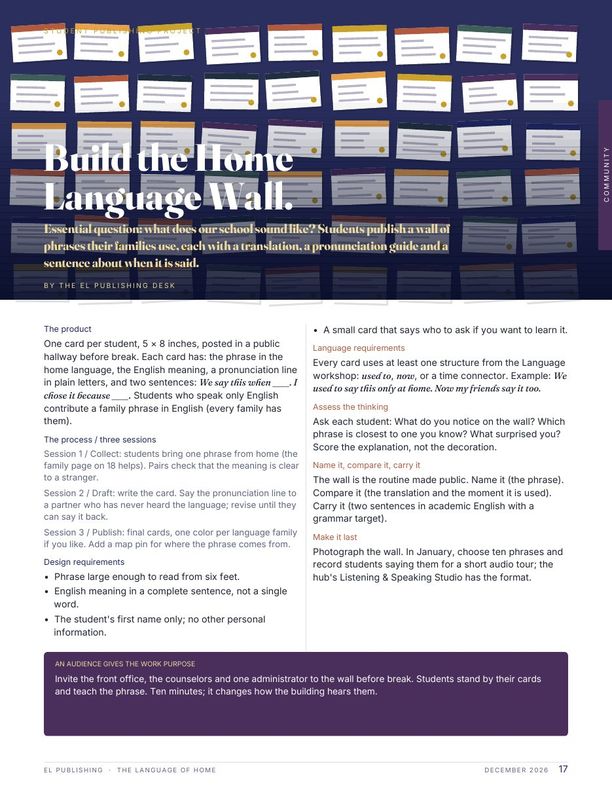 STUDENT PUBLISHING PROJECT
COMMUNITY
Build the Home
Language Wall.
Essential question: what does our school sound like? Students publish a wall of
phrases their families use, each with a translation, a pronunciation guide and a
sentence about when it is said.
BY THE EL PUBLISHING DESK
The product
One card per student, 5 × 8 inches, posted in a public
hallway before break. Each card has: the phrase in the
home language, the English meaning, a pronunciation line
in plain letters, and two sentences: We say this when ___. I
chose it because ___. Students who speak only English
contribute a family phrase in English (every family has
them).
The process / three sessions
Session 1 / Collect: students bring one phrase from home (the
family page on 18 helps). Pairs check that the meaning is clear
to a stranger.
Session 2 / Draft: write the card. Say the pronunciation line to
a partner who has never heard the language; revise until they
can say it back.
Session 3 / Publish: final cards, one color per language family
if you like. Add a map pin for where the phrase comes from.
Design requirements
• Phrase large enough to read from six feet.
• English meaning in a complete sentence, not a single
word.
• The student's first name only; no other personal
information.
• A small card that says who to ask if you want to learn it.
Language requirements
Every card uses at least one structure from the Language
workshop: used to, now, or a time connector. Example: We
used to say this only at home. Now my friends say it too.
Assess the thinking
Ask each student: What do you notice on the wall? Which
phrase is closest to one you know? What surprised you?
Score the explanation, not the decoration.
Name it, compare it, carry it
The wall is the routine made public. Name it (the phrase).
Compare it (the translation and the moment it is used).
Carry it (two sentences in academic English with a
grammar target).
Make it last
Photograph the wall. In January, choose ten phrases and
record students saying them for a short audio tour; the
hub's Listening & Speaking Studio has the format.
AN AUDIENCE GIVES THE WORK PURPOSE
Invite the front office, the counselors and one administrator to the wall before break. Students stand by their cards
and teach the phrase. Ten minutes; it changes how the building hears them.
EL PUBLISHING · THE LANGUAGE OF HOME
DECEMBER 2026 17